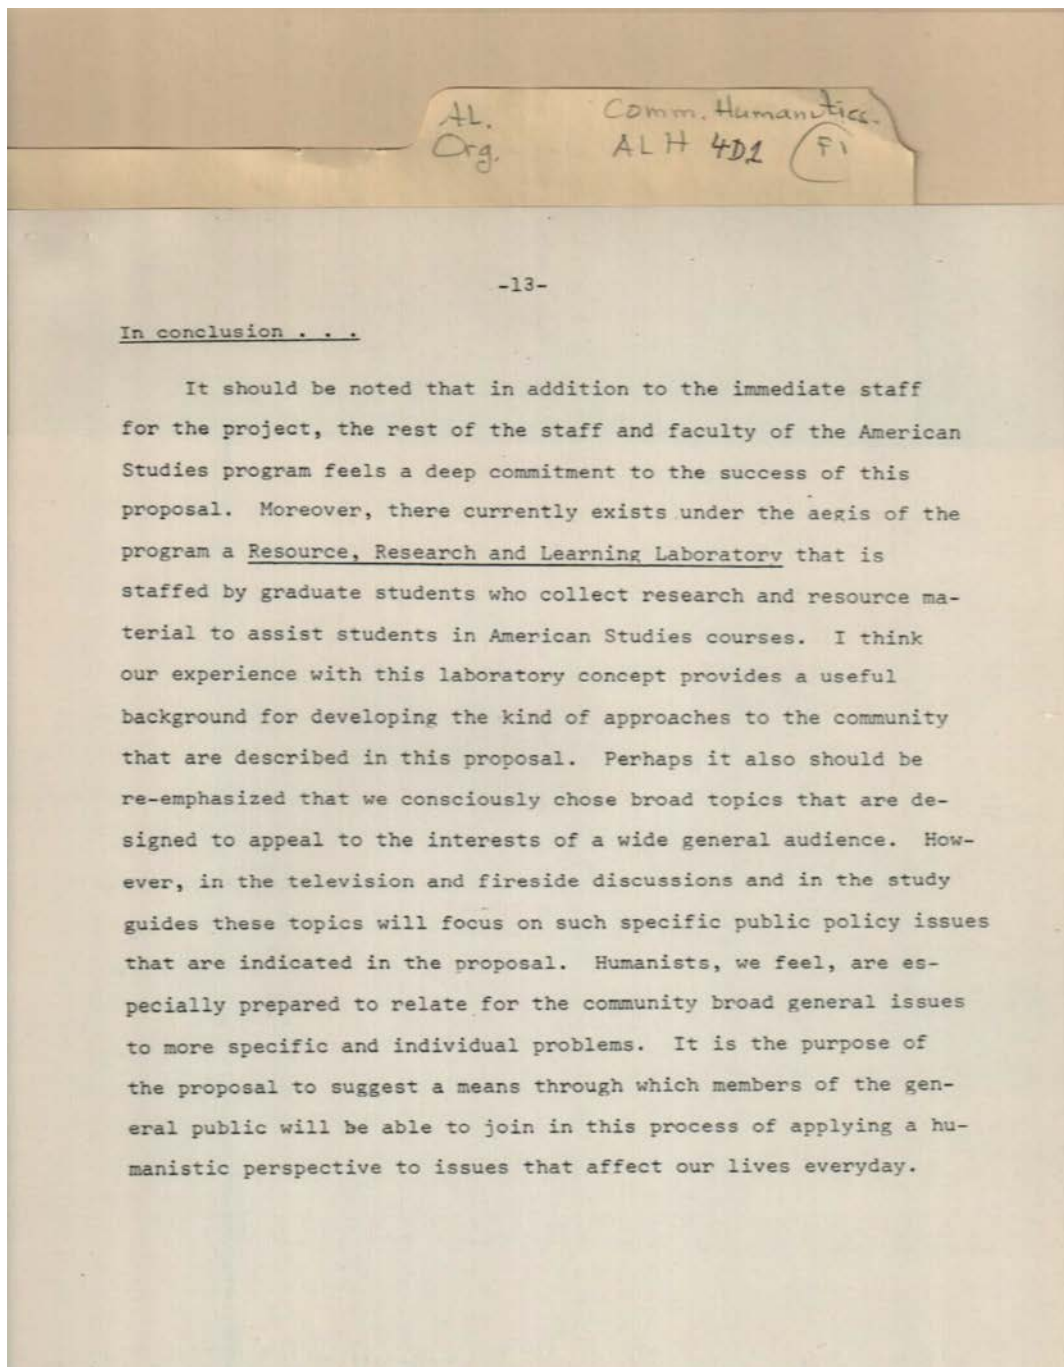 AL. Comm. Humanitics.
Org. ALH 4D1 F1
-13-
In conclusion . . .
It should be noted that in addition to the immediate staff
for the project, the rest of the staff and faculty of the American
Studies program feels a deep commitment to the success of this
proposal. Moreover, there currently exists under the aegis of the
program a Resource, Research and Learning Laboratory that is
staffed by graduate students who collect research and resource ma-
terial to assist students in American Studies courses. I think
our experience with this laboratory concept provides a useful
background for developing the kind of approaches to the community
that are described in this proposal. Perhaps it also should be
re-emphasized that we consciously chose broad topics that are de-
signed to appeal to the interests of a wide general audience. How-
ever, in the television and fireside discussions and in the study
guides these topics will focus on such specific public policy issues
that are indicated in the proposal. Humanists, we feel, are es-
pecially prepared to relate for the community broad general issues
to more specific and individual problems. It is the purpose of
the proposal to suggest a means through which members of the gen-
eral public will be able to join in this process of applying a hu-
manistic perspective to issues that affect our lives everyday.